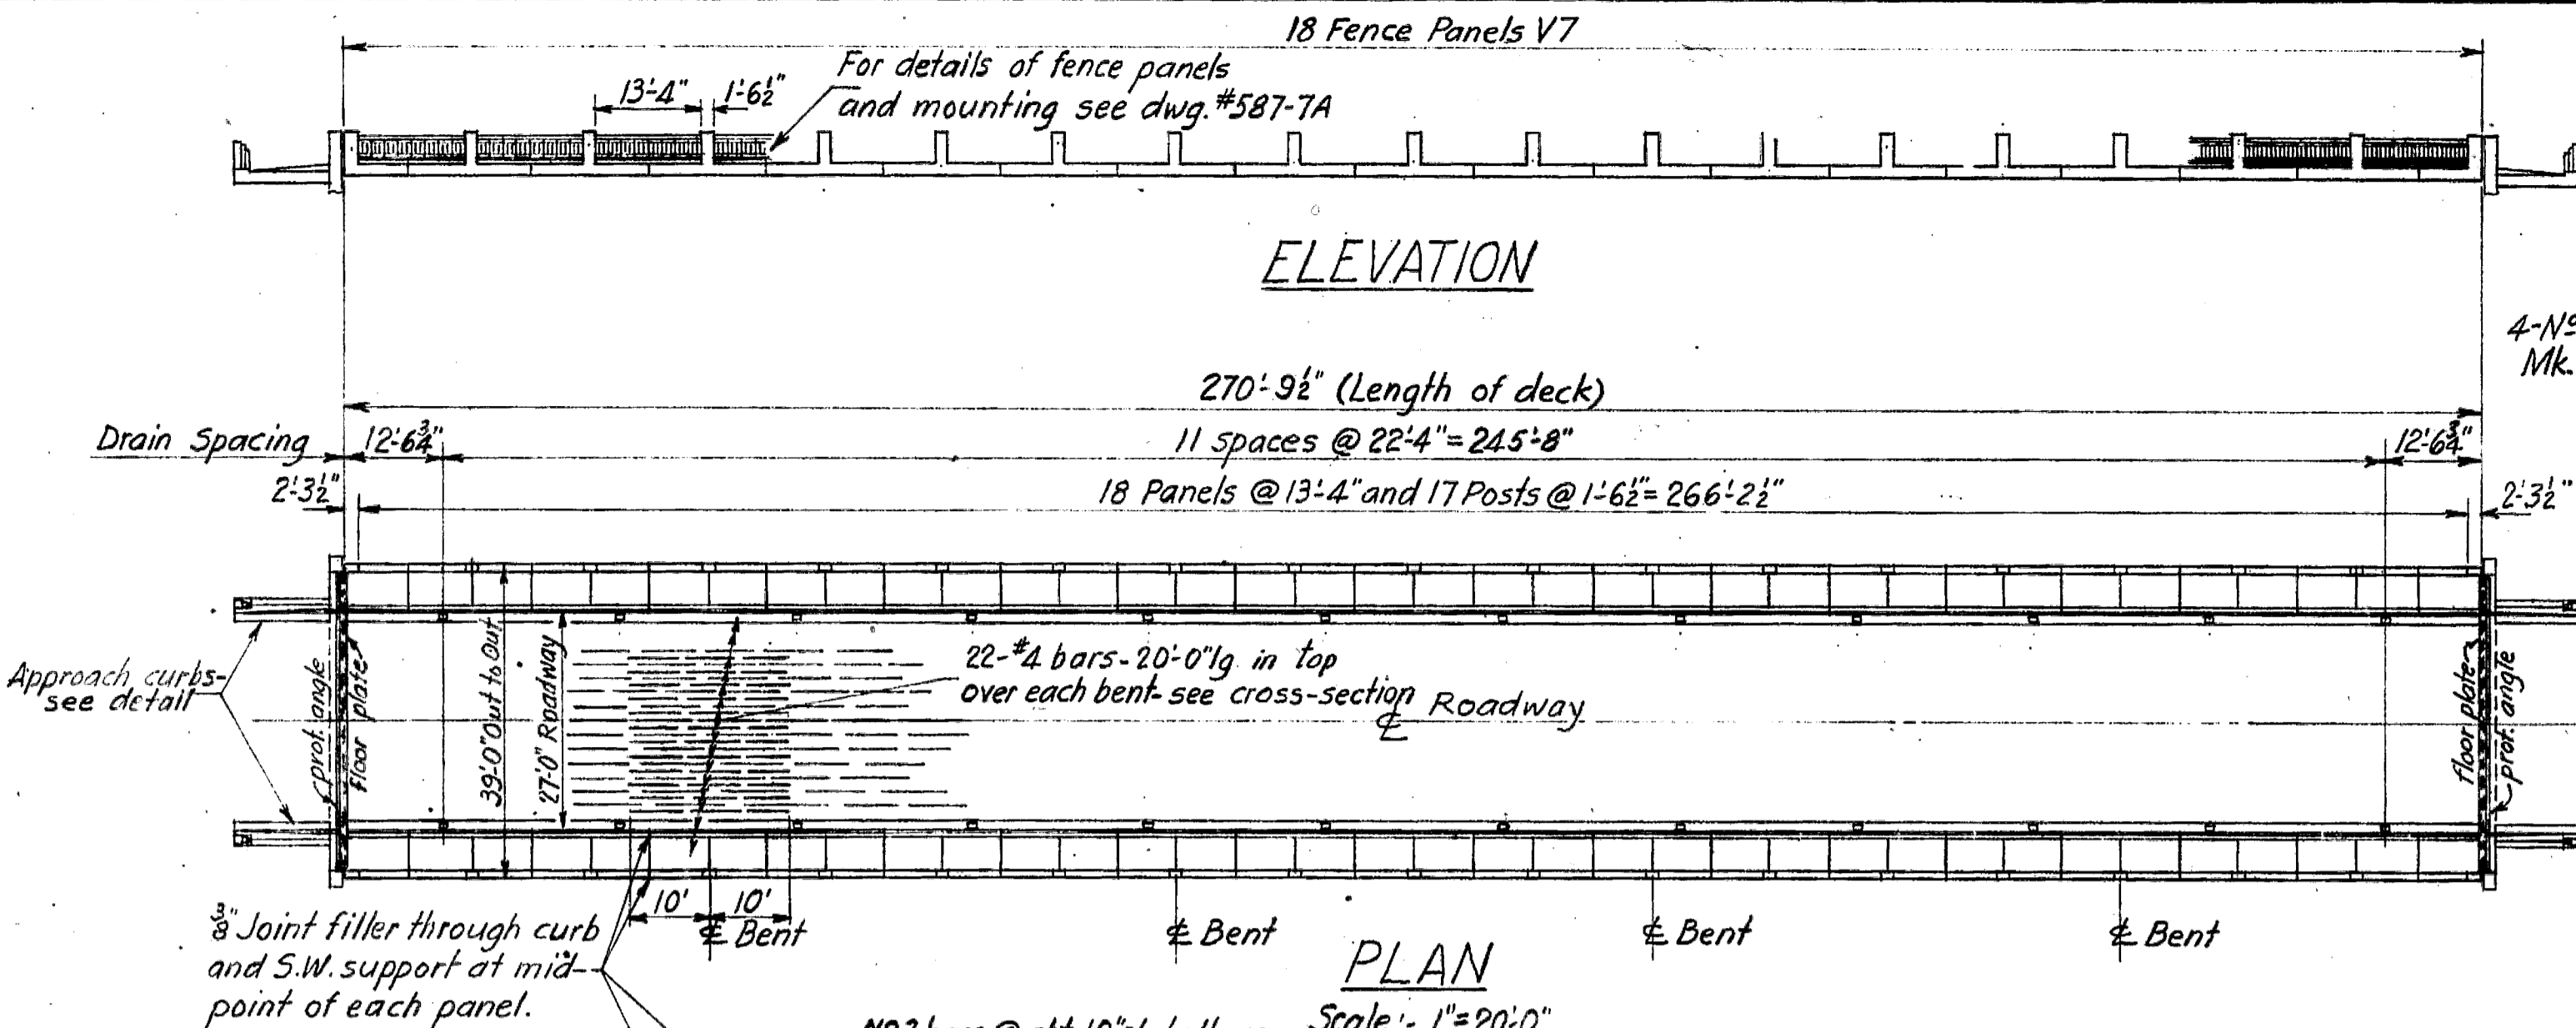 18 Fence Panels V7
For details of fence panels
and mounting see dwg. #587-7A
13'-4" 1'-6½"
ELEVATION
4-Nº
Mk.
270'-9½" (Length of deck)
Drain Spacing 12'-6¾" 11 spaces @ 22'-4" = 245'-8" 12'-6¾"
2'-3½" 18 Panels @ 13'-4" and 17 Posts @ 1'-6½" = 266'-2½" 2'-3½"
Approach curbs-
see detail
prot. angle
floor plate
39'-0" Out to Out
27'-0" Roadway
22-#4 bars-20'-0" lg. in top
over each bent-see cross-section
℄ Roadway
floor plate
prot. angle
10' 10'
℄ Bent ℄ Bent ℄ Bent ℄ Bent
⅜" Joint filler through curb
and S.W. support at mid-
point of each panel.
PLAN
Scale:- 1"=20'-0"